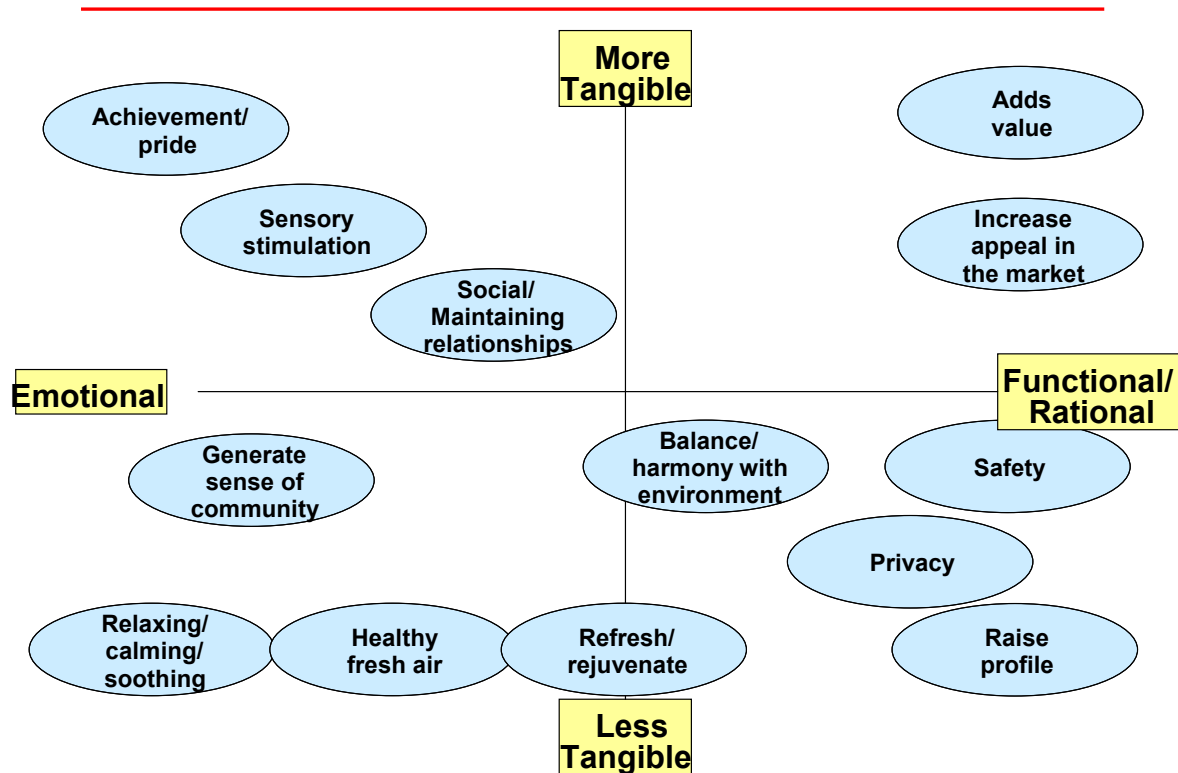 More
Tangible
Achievement/
pride
Adds
value
Sensory
stimulation
Increase
appeal in
the market
Social/
Maintaining
relationships
Emotional
Functional/
Rational
Generate
sense of
community
Balance/
harmony with
environment
Safety
Privacy
Relaxing/
calming/
soothing
Healthy
fresh air
Refresh/
rejuvenate
Raise
profile
Less
Tangible